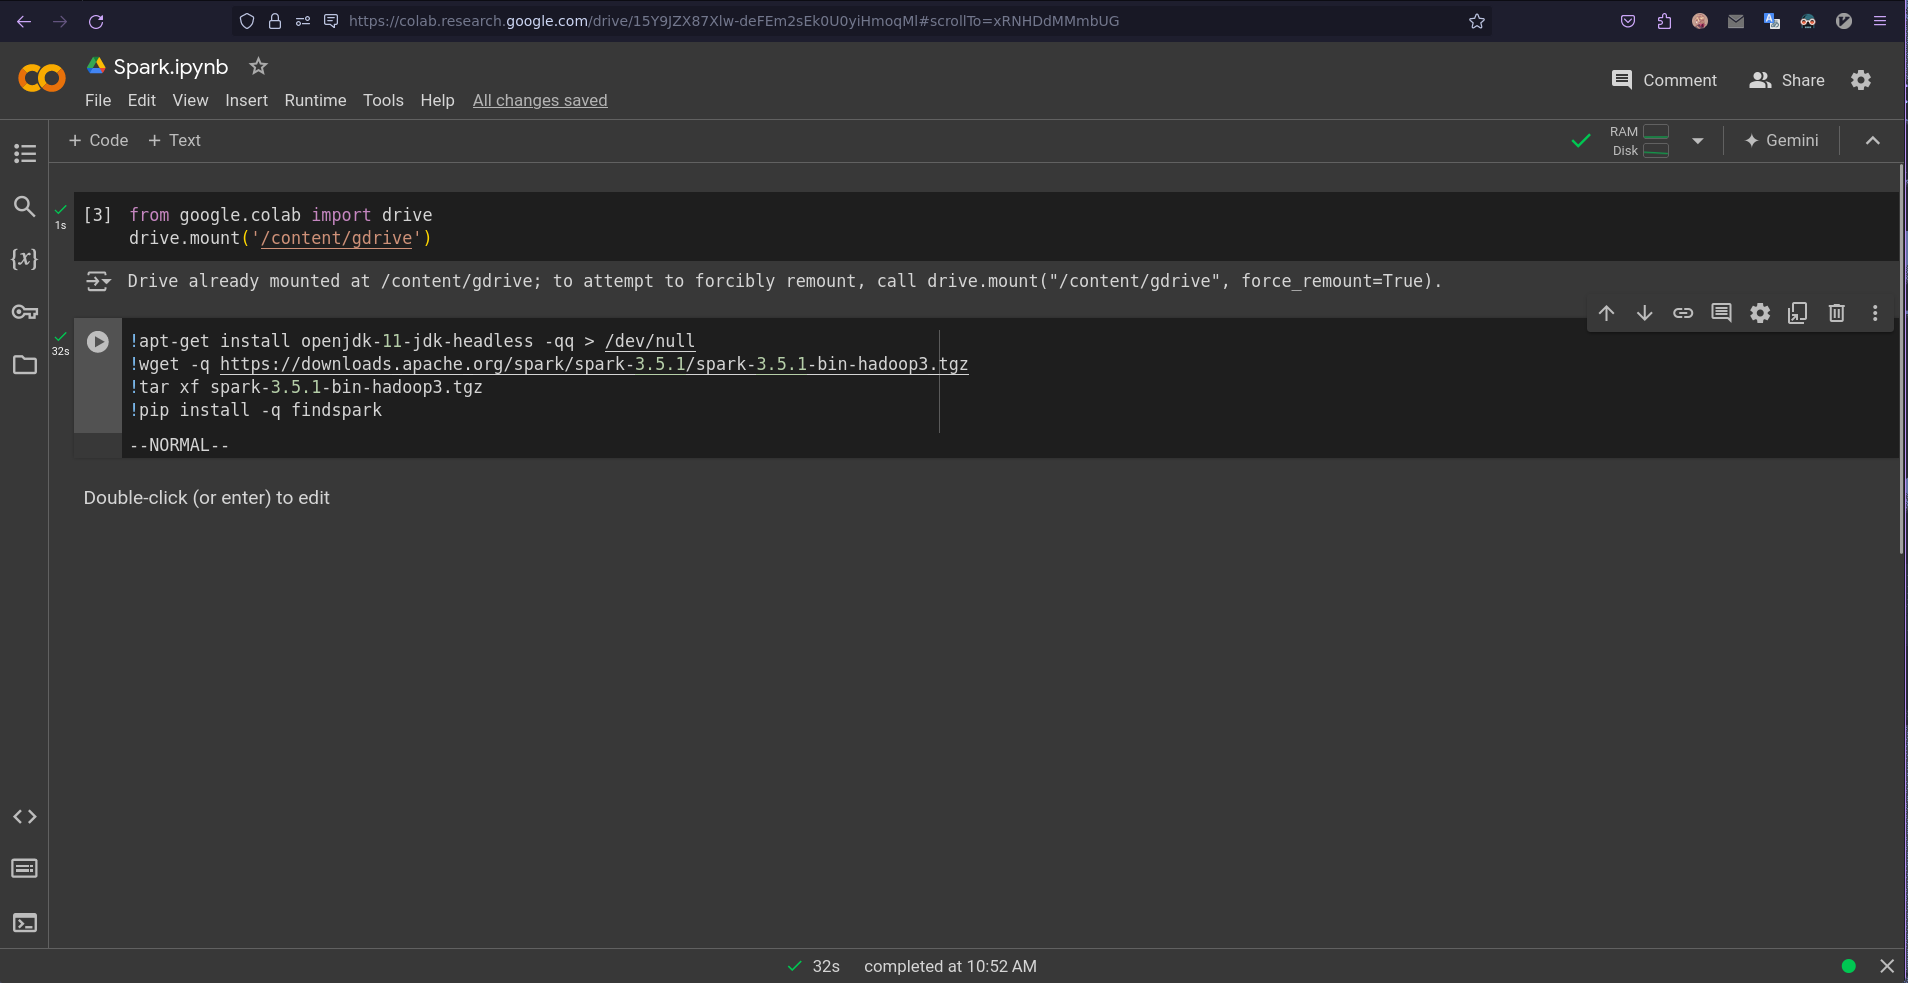 https://colab.research.google.com/drive/15Y9JZX87Xlw-deFEm2sEk0U0yiHmoqMl#scrollTo=xRNHDdMMmbUG
Spark.ipynb
Comment
Share
File Edit View Insert Runtime Tools Help All changes saved
+ Code + Text
RAM
Disk
Gemini
1s
[3] from google.colab import drive
drive.mount('/content/gdrive')
Drive already mounted at /content/gdrive; to attempt to forcibly remount, call drive.mount("/content/gdrive", force_remount=True).
32s
!apt-get install openjdk-11-jdk-headless -qq > /dev/null
!wget -q https://downloads.apache.org/spark/spark-3.5.1/spark-3.5.1-bin-hadoop3.tgz
!tar xf spark-3.5.1-bin-hadoop3.tgz
!pip install -q findspark
--NORMAL--
Double-click (or enter) to edit
32s completed at 10:52 AM